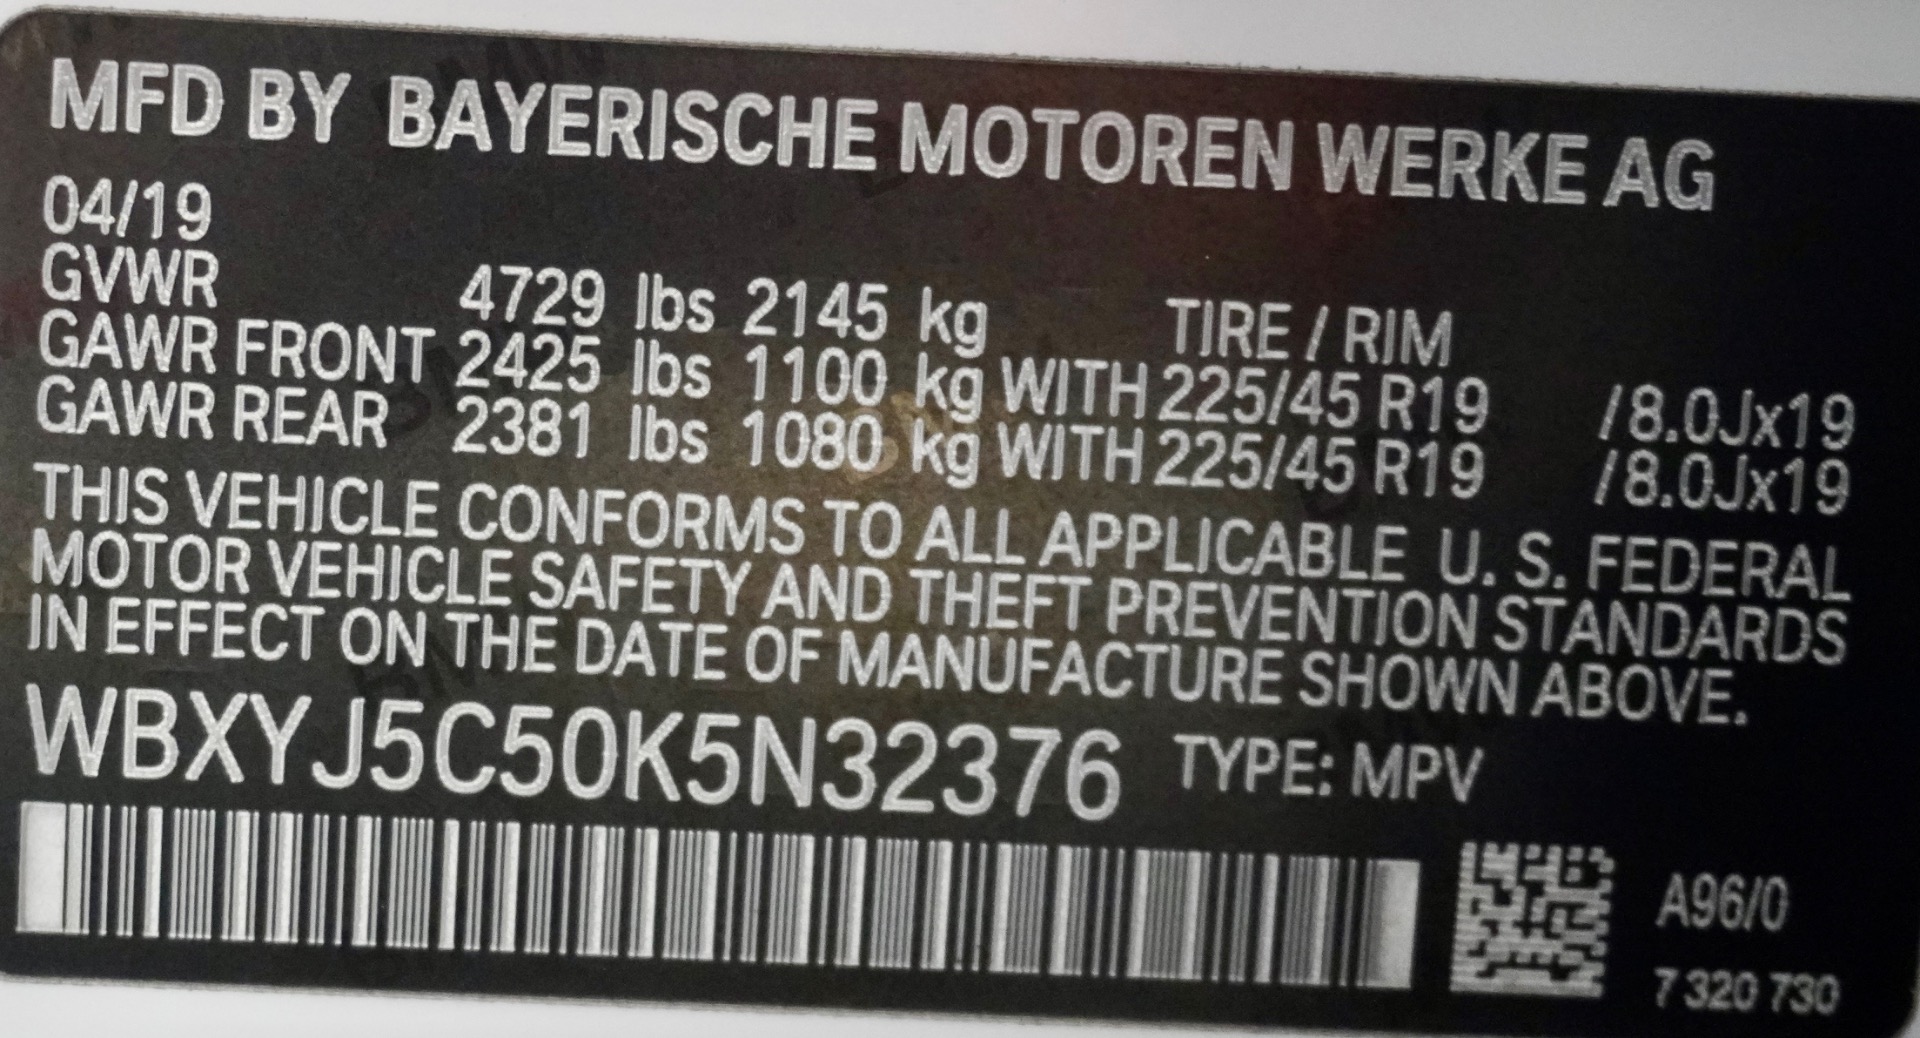 MFD BY BAYERISCHE MOTOREN WERKE AG
04/19
GVWR 4729 lbs 2145 kg TIRE / RIM
GAWR FRONT 2425 lbs 1100 kg WITH 225/45 R19 /8.0Jx19
GAWR REAR 2381 lbs 1080 kg WITH 225/45 R19 /8.0Jx19
THIS VEHICLE CONFORMS TO ALL APPLICABLE U. S. FEDERAL
MOTOR VEHICLE SAFETY AND THEFT PREVENTION STANDARDS
IN EFFECT ON THE DATE OF MANUFACTURE SHOWN ABOVE.
WBXYJ5C50K5N32376 TYPE: MPV
A96/0
7 320 730